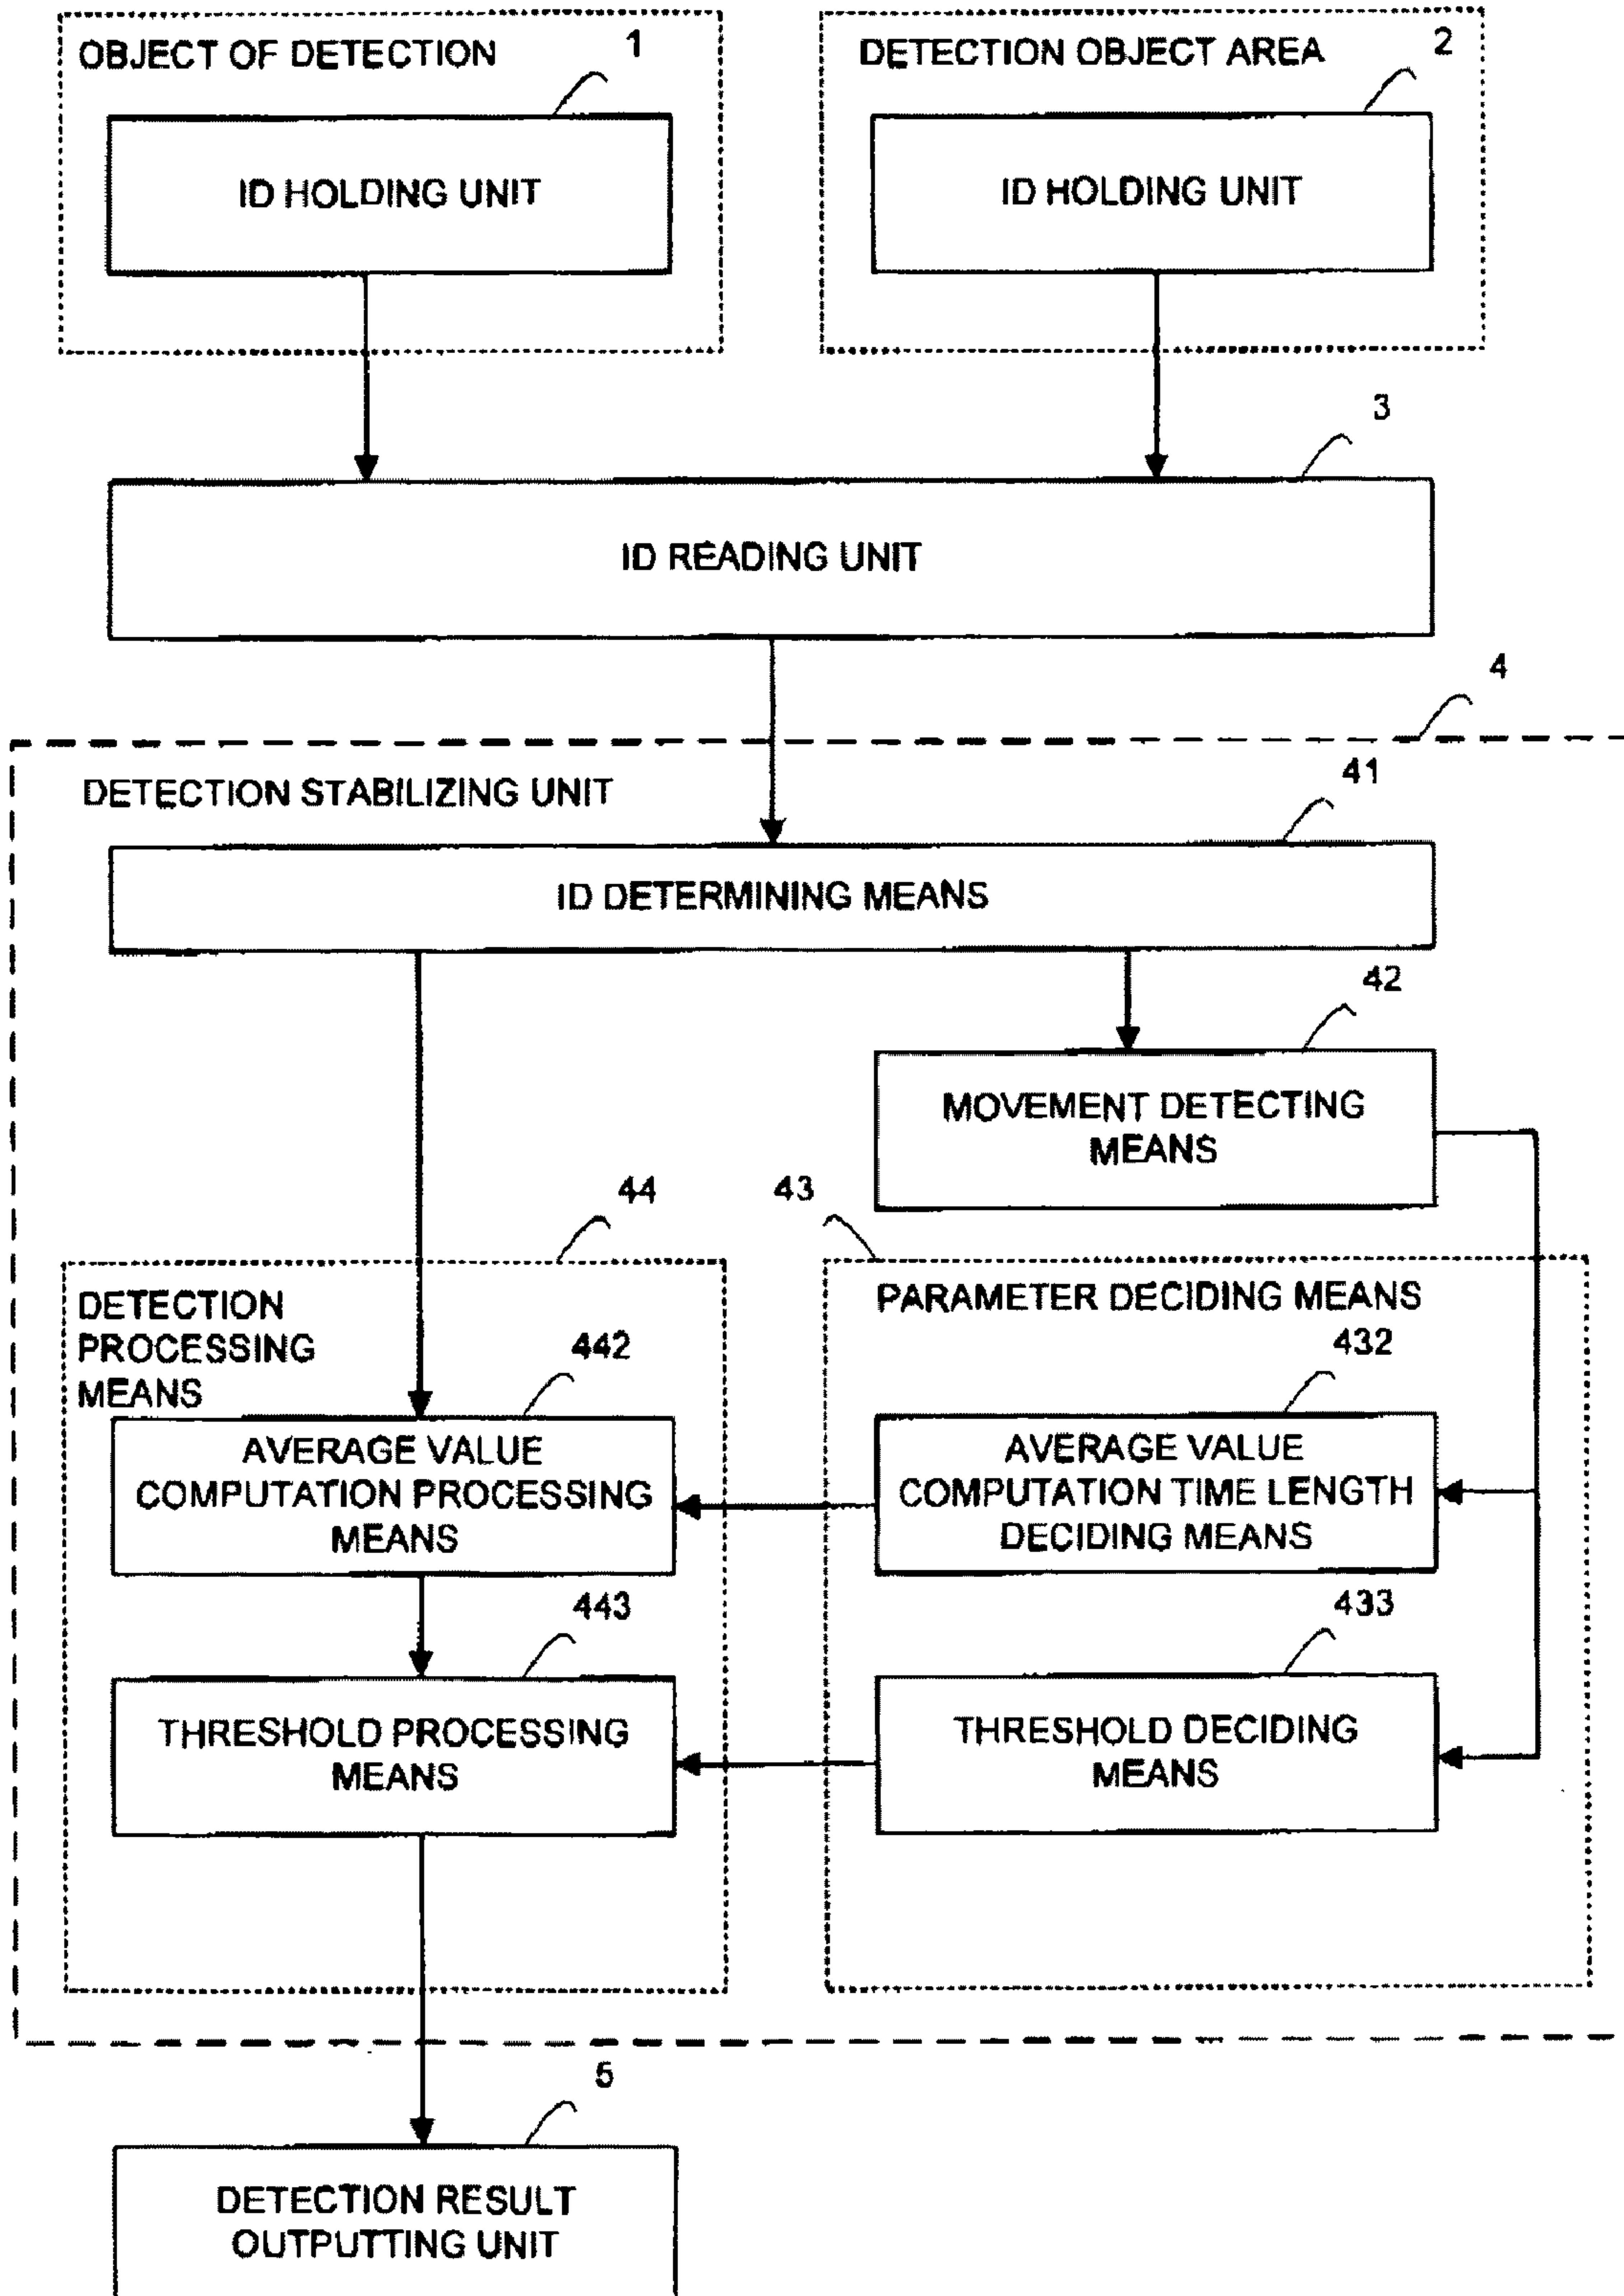 OBJECT OF DETECTION
1
ID HOLDING UNIT
DETECTION OBJECT AREA
2
ID HOLDING UNIT
3
ID READING UNIT
4
DETECTION STABILIZING UNIT
41
ID DETERMINING MEANS
42
MOVEMENT DETECTING
MEANS
44
DETECTION
PROCESSING
MEANS
442
AVERAGE VALUE
COMPUTATION PROCESSING
MEANS
443
THRESHOLD PROCESSING
MEANS
43
PARAMETER DECIDING MEANS
432
AVERAGE VALUE
COMPUTATION TIME LENGTH
DECIDING MEANS
433
THRESHOLD DECIDING
MEANS
5
DETECTION RESULT
OUTPUTTING UNIT